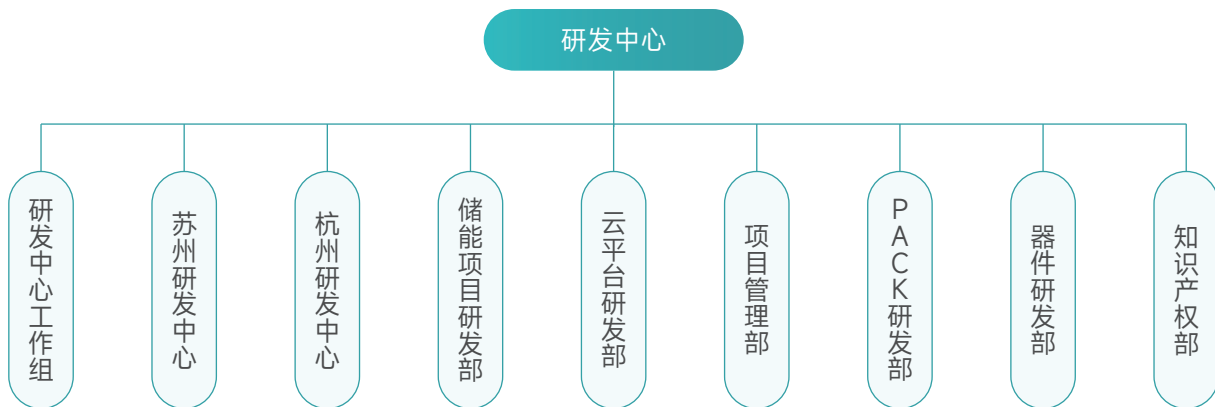 研发中心
研发中心工作组
苏州研发中心
杭州研发中心
储能项目研发部
云平台研发部
项目管理部
PACK研发部
器件研发部
知识产权部